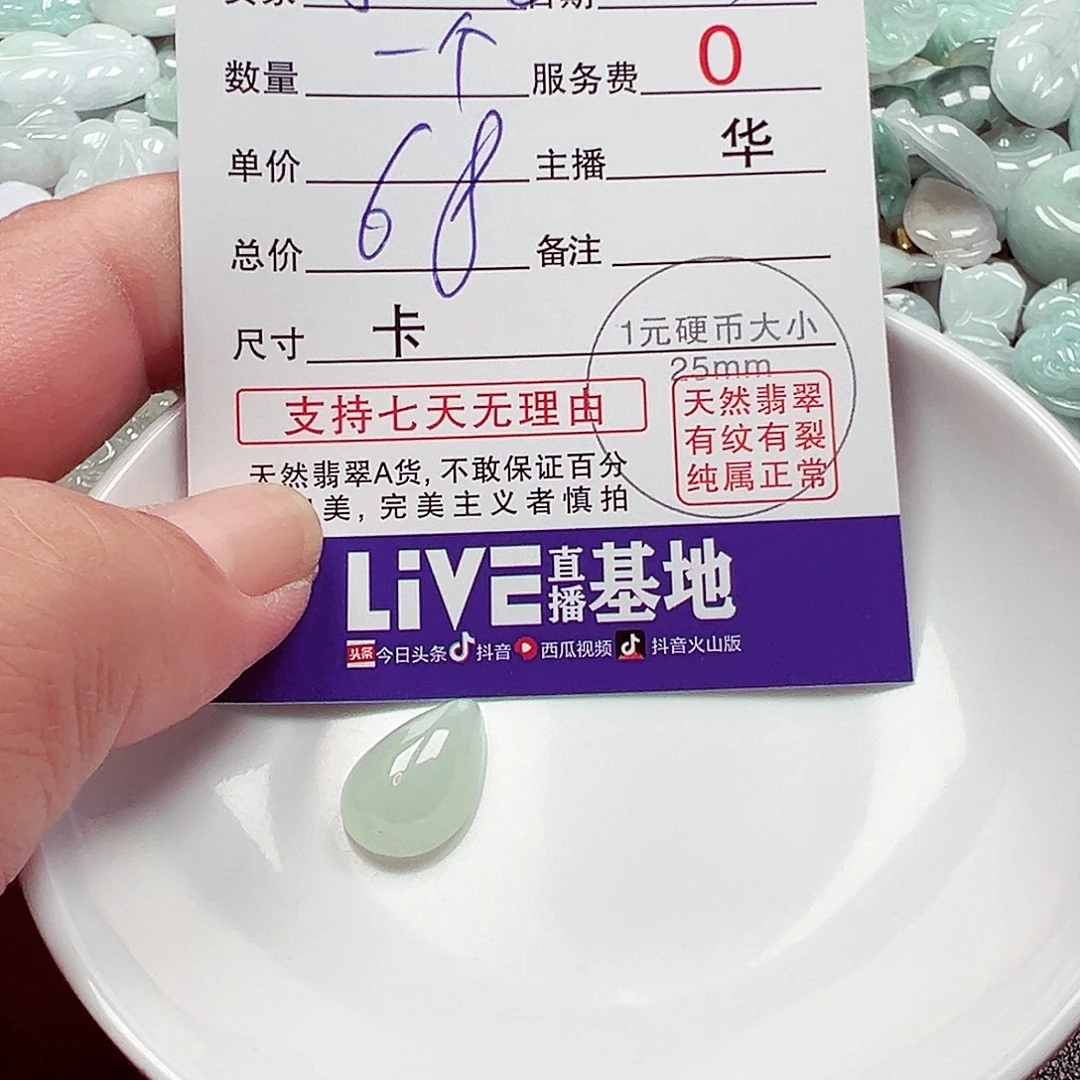 数量 一个 服务费 0
单价 68 主播 华
总价 备注
尺寸 卡
1元硬币大小
25mm
支持七天无理由
天然翡翠
有纹有裂
纯属正常
天然翡翠A货,不敢保证百分
美,完美主义者慎拍
LiVE直播基地
头条 今日头条 抖音 西瓜视频 抖音火山版